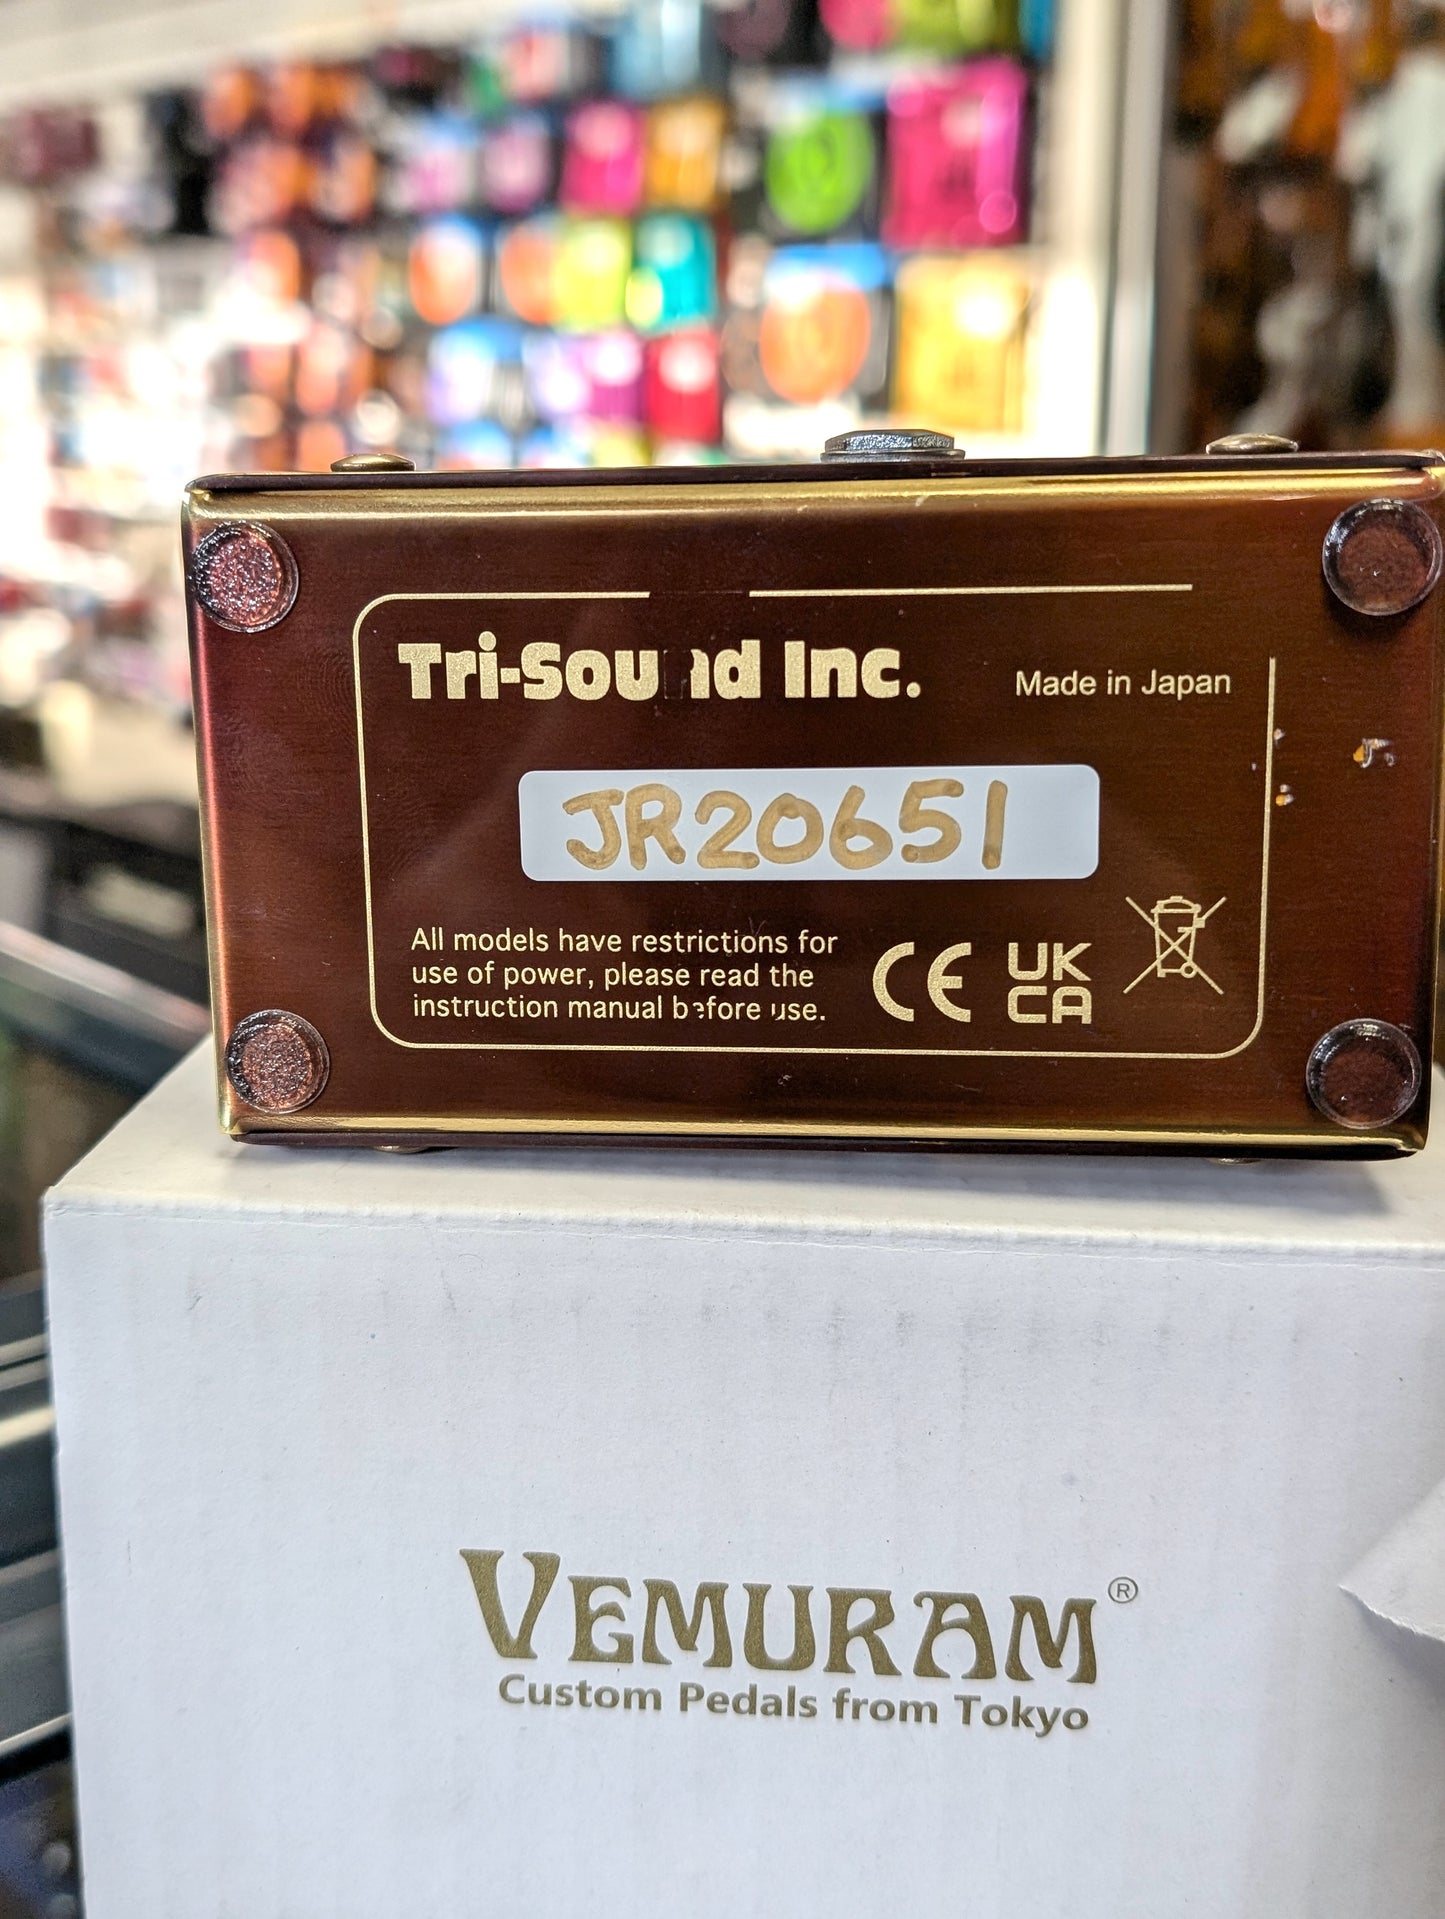 Tri-Sound Inc.
Made in Japan
JR20651
All models have restrictions for
use of power, please read the
instruction manual before use.
CE
UK
CA
VEMURAM®
Custom Pedals from Tokyo